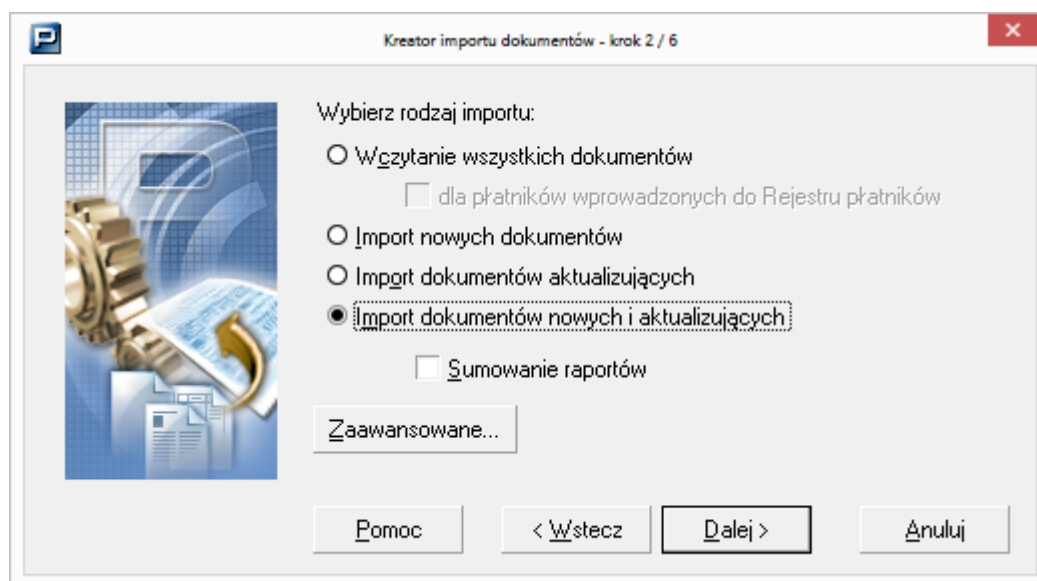 Kreator importu dokumentów - krok 2 / 6
Wybierz rodzaj importu:
Wczytanie wszystkich dokumentów
dla płatników wprowadzonych do Rejestru płatników
Import nowych dokumentów
Import dokumentów aktualizujących
Import dokumentów nowych i aktualizujących
Sumowanie raportów
Zaawansowane...
Pomoc
< Wstecz
Dalej >
Anuluj